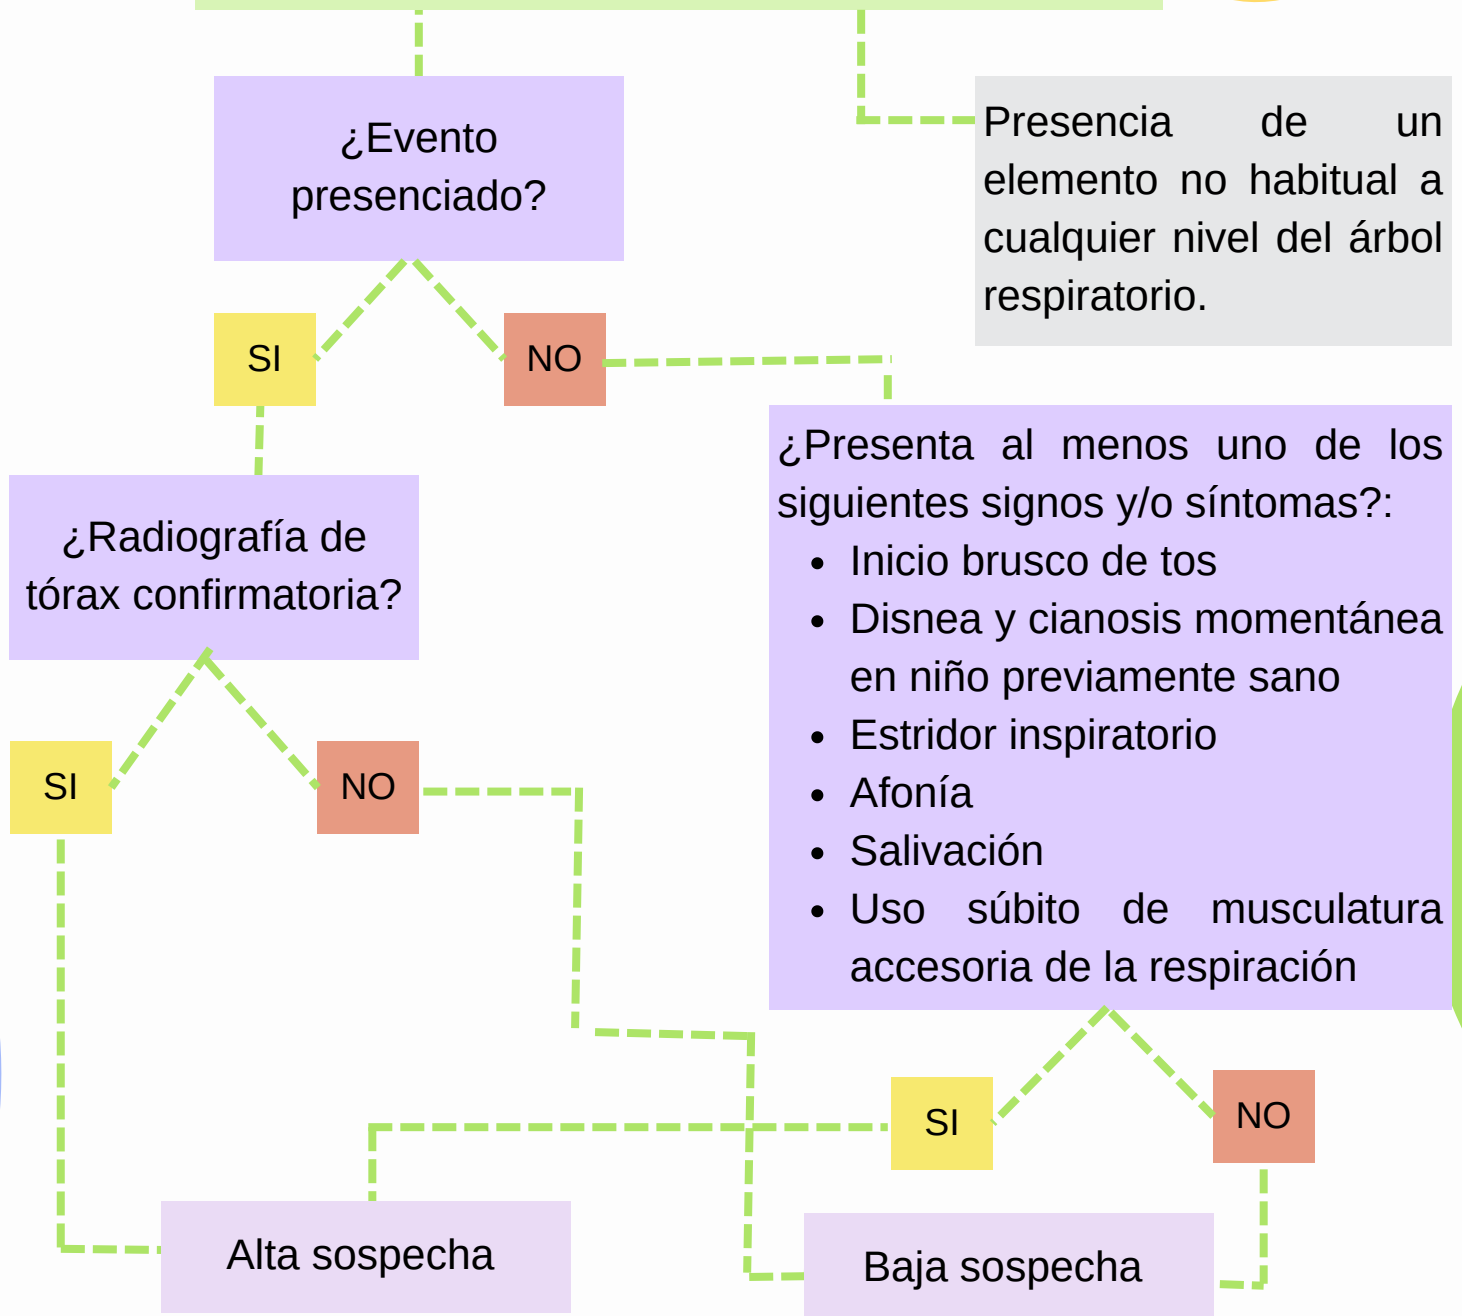 ¿Evento
presenciado?
Presencia de un
elemento no habitual a
cualquier nivel del árbol
respiratorio.
SI
NO
¿Radiografía de
tórax confirmatoria?
¿Presenta al menos uno de los
siguientes signos y/o síntomas?:
• Inicio brusco de tos
• Disnea y cianosis momentánea
en niño previamente sano
• Estridor inspiratorio
• Afonía
• Salivación
• Uso súbito de musculatura
accesoria de la respiración
SI
NO
SI
NO
Alta sospecha
Baja sospecha